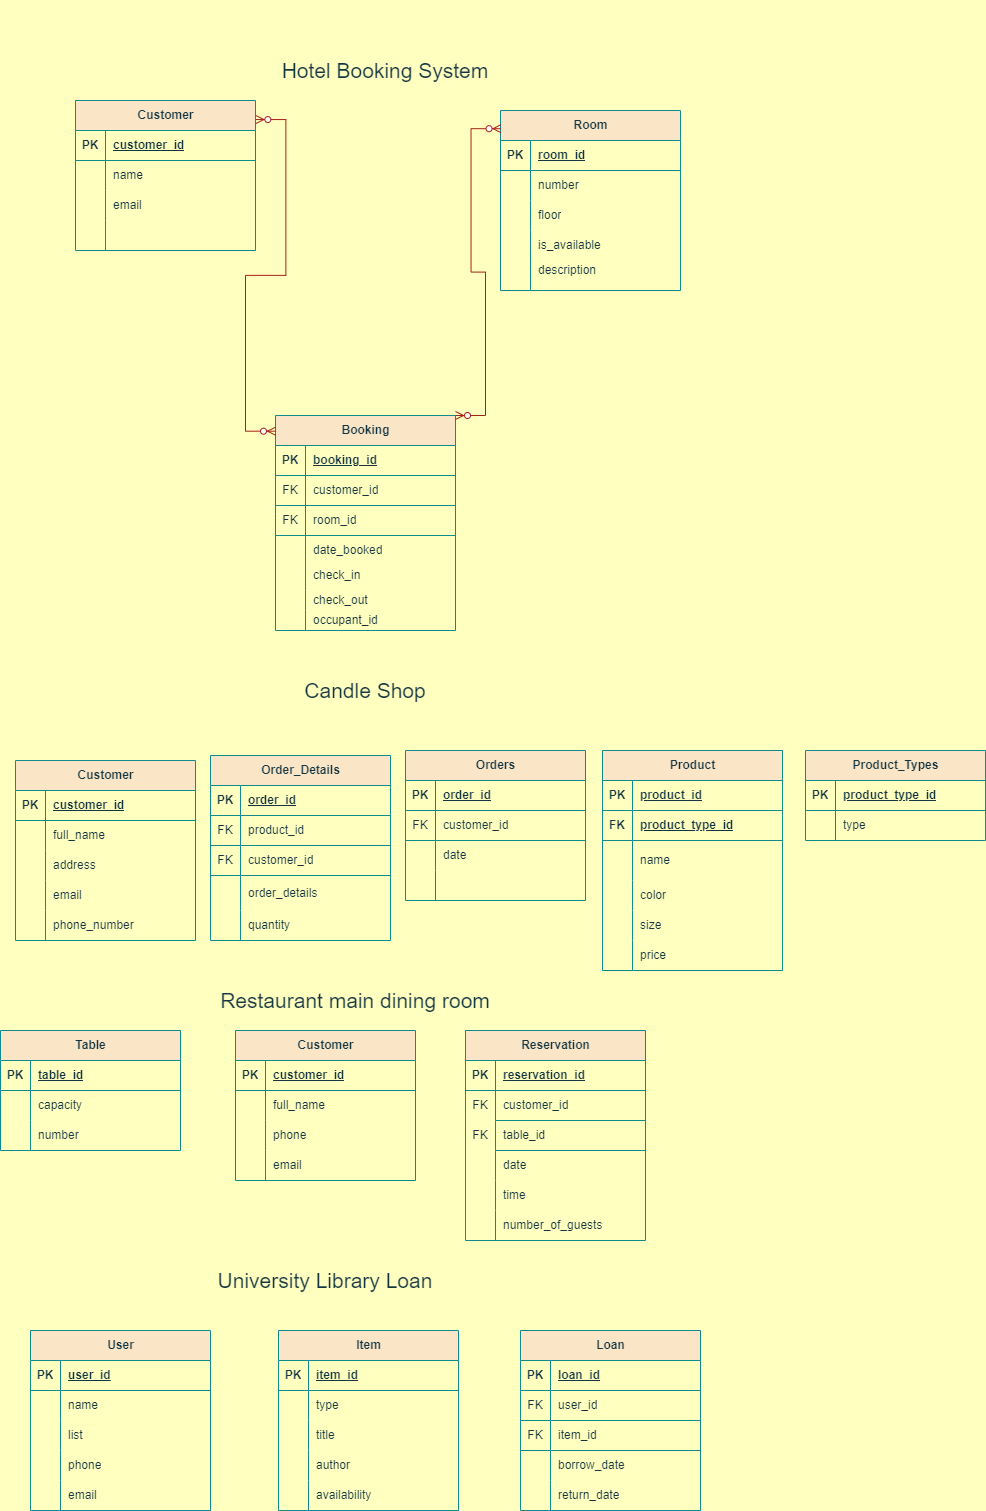 Hotel Booking System
Customer
PK customer_id
name
email
Room
PK room_id
number
floor
is_available
description
Booking
PK booking_id
FK customer_id
FK room_id
date_booked
check_in
check_out
occupant_id
Candle Shop
Customer
PK customer_id
full_name
address
email
phone_number
Order_Details
PK order_id
FK product_id
FK customer_id
order_details
quantity
Orders
PK order_id
FK customer_id
date
Product
PK product_id
FK product_type_id
name
color
size
price
Product_Types
PK product_type_id
type
Restaurant main dining room
Table
PK table_id
capacity
number
Customer
PK customer_id
full_name
phone
email
Reservation
PK reservation_id
FK customer_id
FK table_id
date
time
number_of_guests
University Library Loan
User
PK user_id
name
list
phone
email
Item
PK item_id
type
title
author
availability
Loan
PK loan_id
FK user_id
FK item_id
borrow_date
return_date